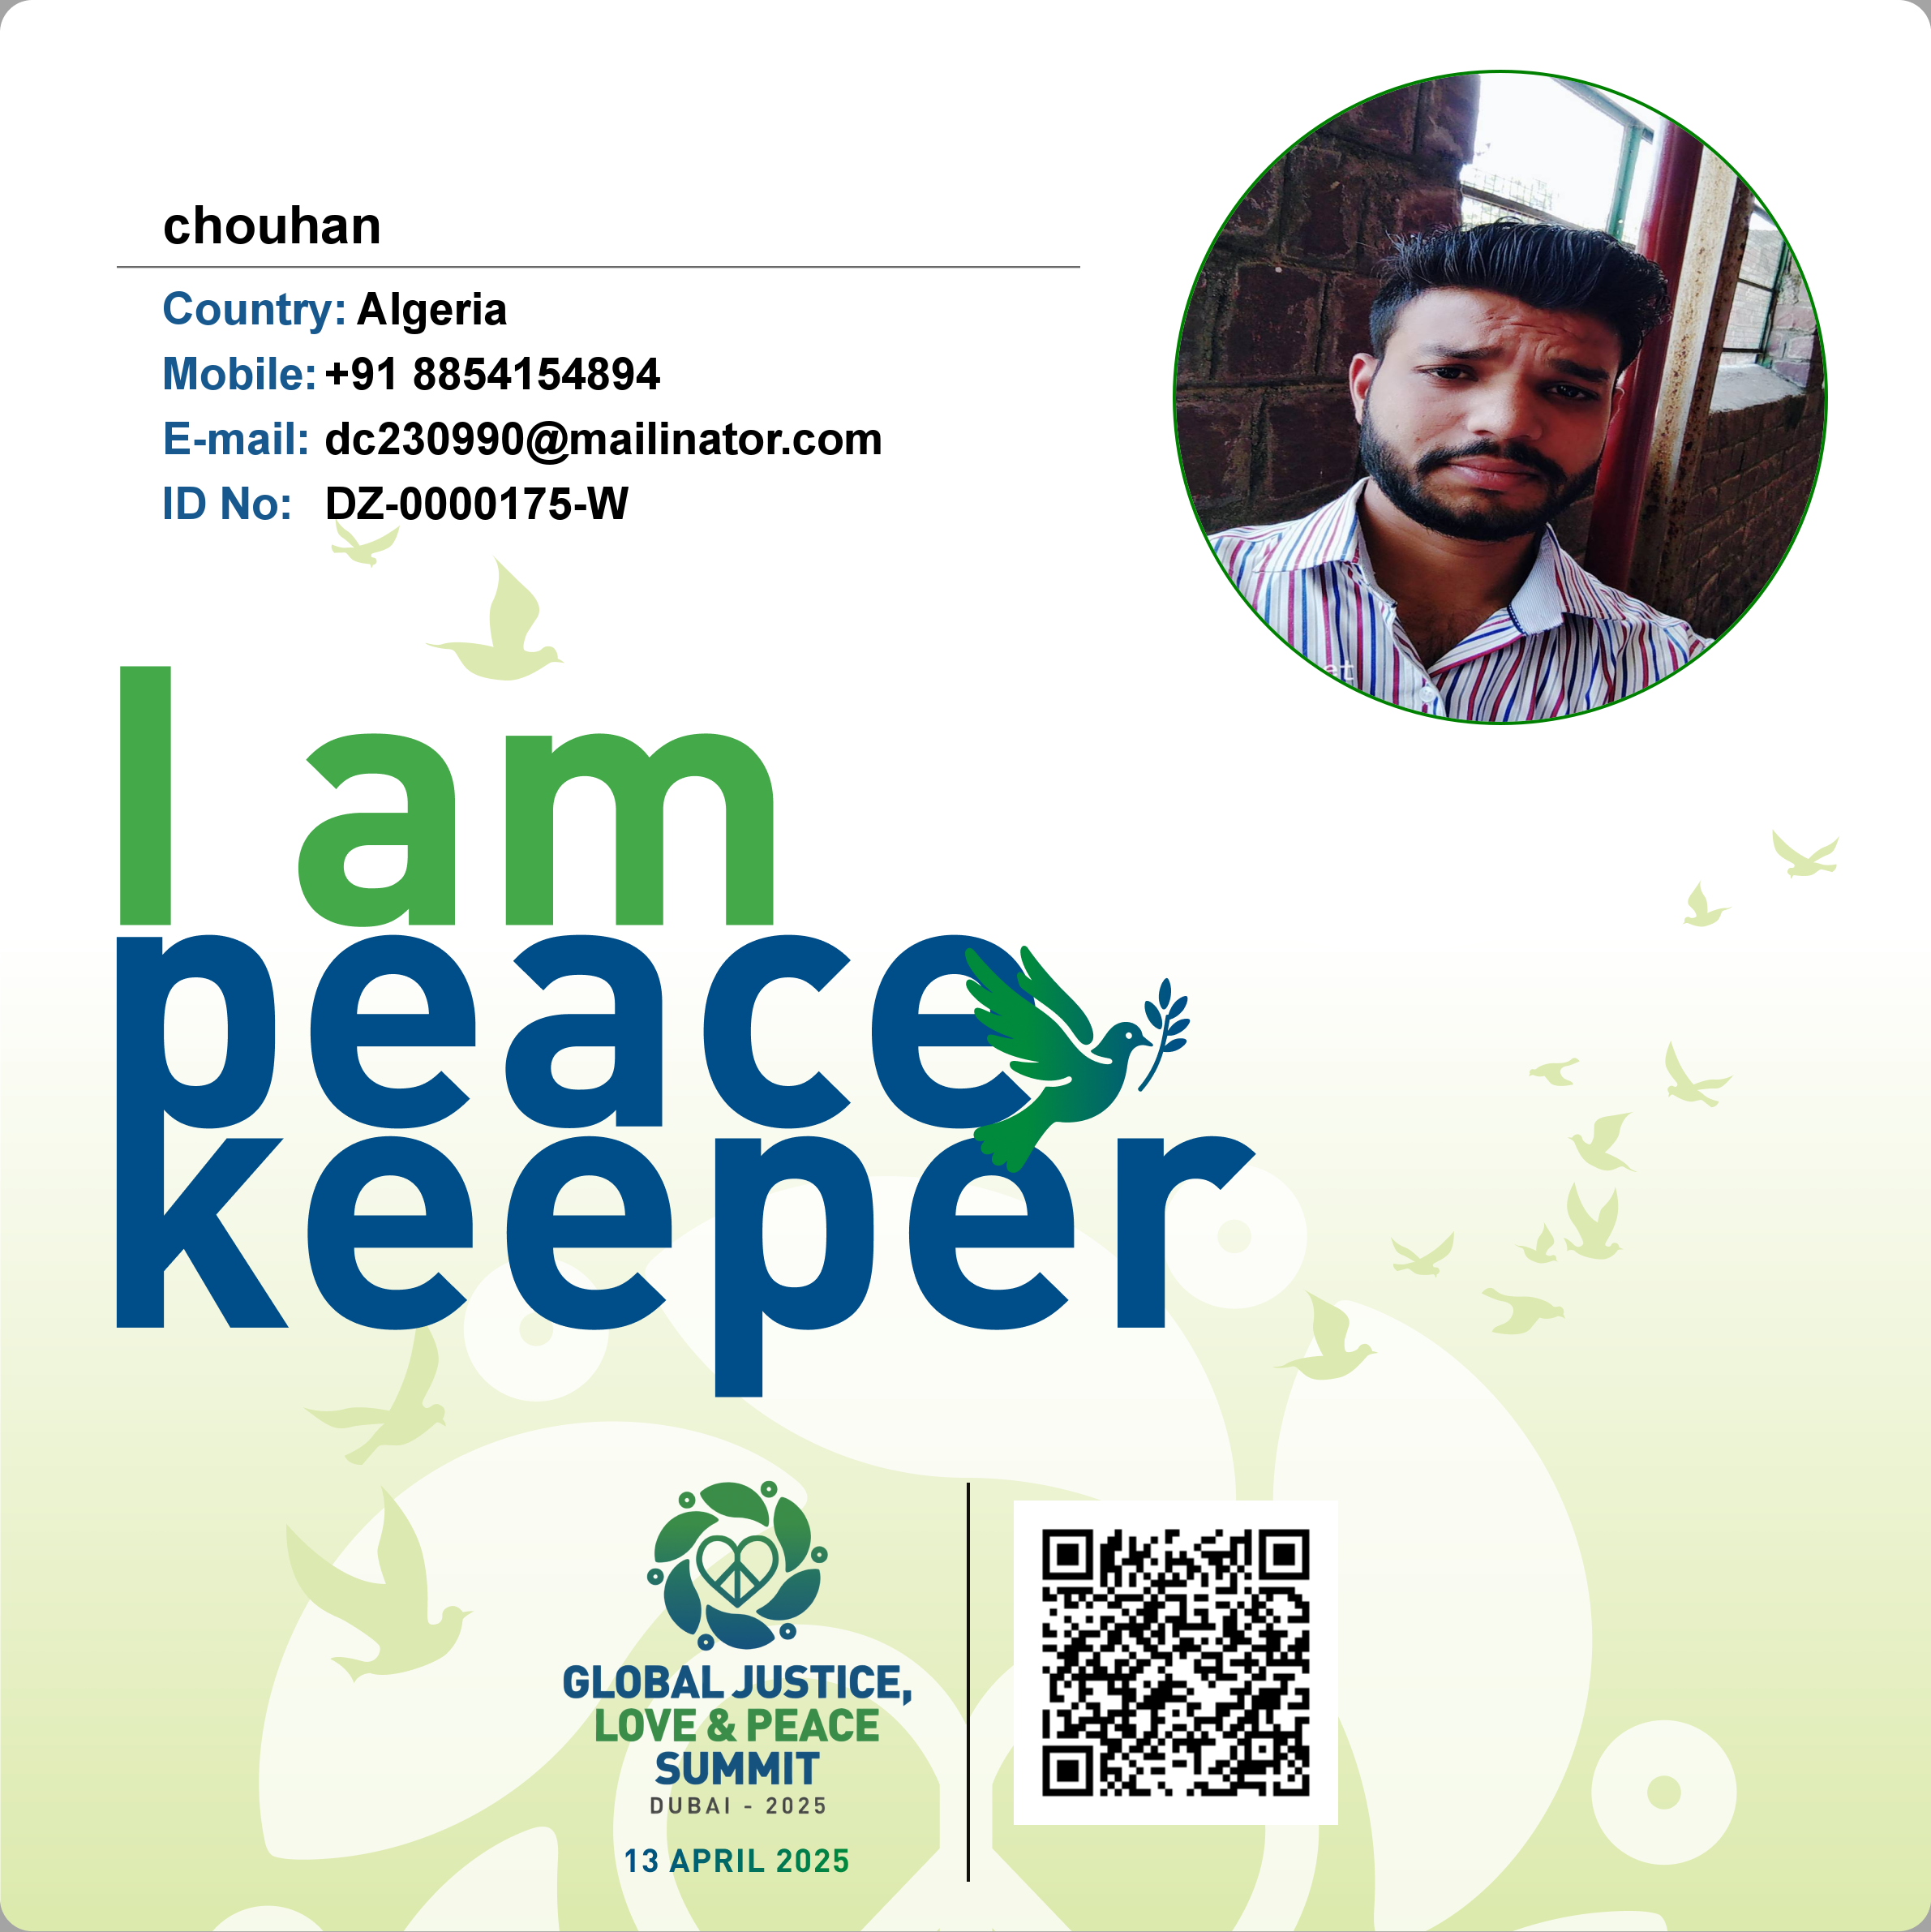 chouhan
Country: Algeria
Mobile: +91 8854154894
E-mail: dc230990@mailinator.com
ID No: DZ-0000175-W
et
I am
peace
keeper
GLOBAL JUSTICE,
LOVE & PEACE
SUMMIT
DUBAI - 2025
13 APRIL 2025